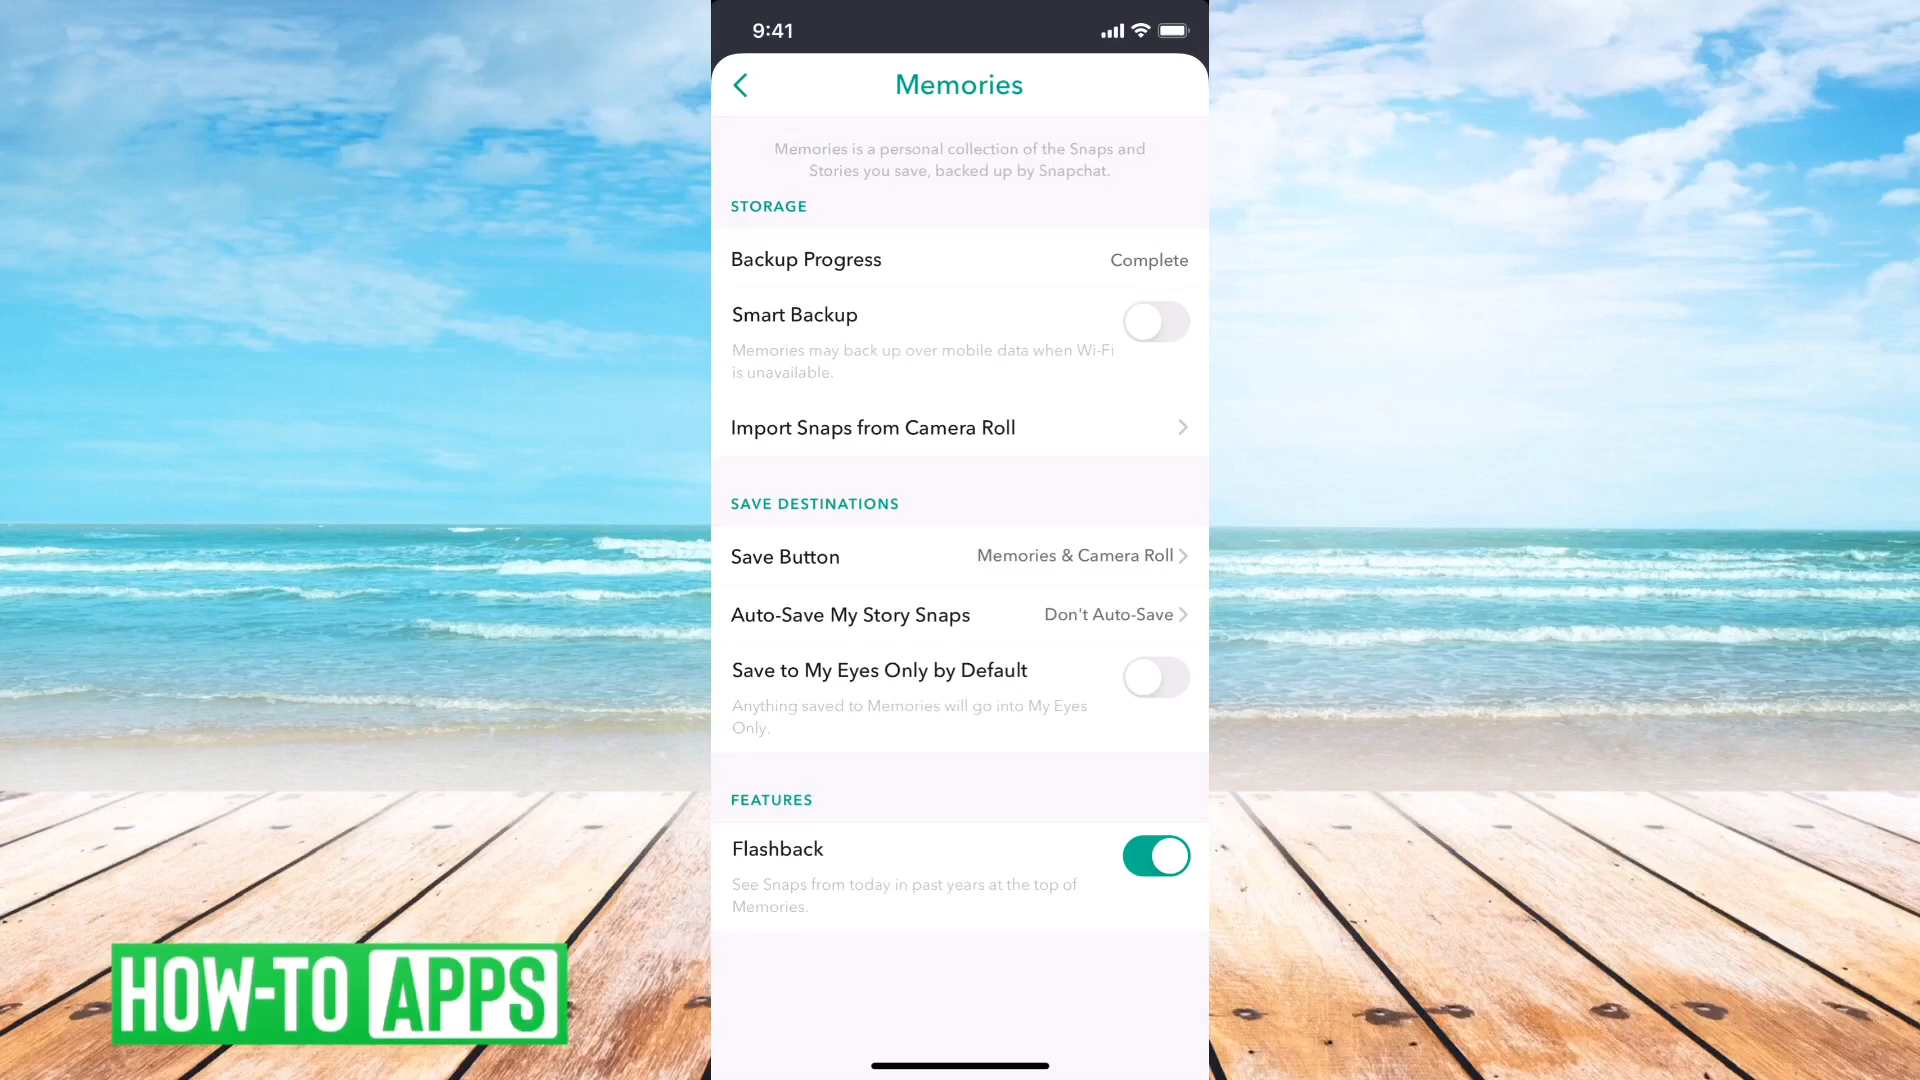 9:41
Memories
Memories is a personal collection of the Snaps and
Stories you save, backed up by Snapchat.
STORAGE
Backup Progress Complete
Smart Backup
Memories may back up over mobile data when Wi-Fi
is unavailable.
Import Snaps from Camera Roll
SAVE DESTINATIONS
Save Button Memories & Camera Roll
Auto-Save My Story Snaps Don't Auto-Save
Save to My Eyes Only by Default
Anything saved to Memories will go into My Eyes
Only.
FEATURES
Flashback
See Snaps from today in past years at the top of
Memories.
HOW-TO APPS